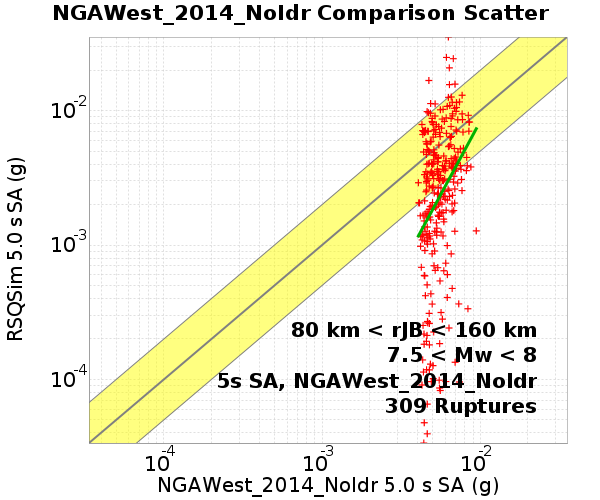 NGAWest_2014_NoIdr Comparison Scatter
RSQSim 5.0 s SA (g)
10-2
10-3
10-4
80 km < rJB < 160 km
7.5 < Mw < 8
5s SA, NGAWest_2014_NoIdr
309 Ruptures
10-4 10-3 10-2
NGAWest_2014_NoIdr 5.0 s SA (g)